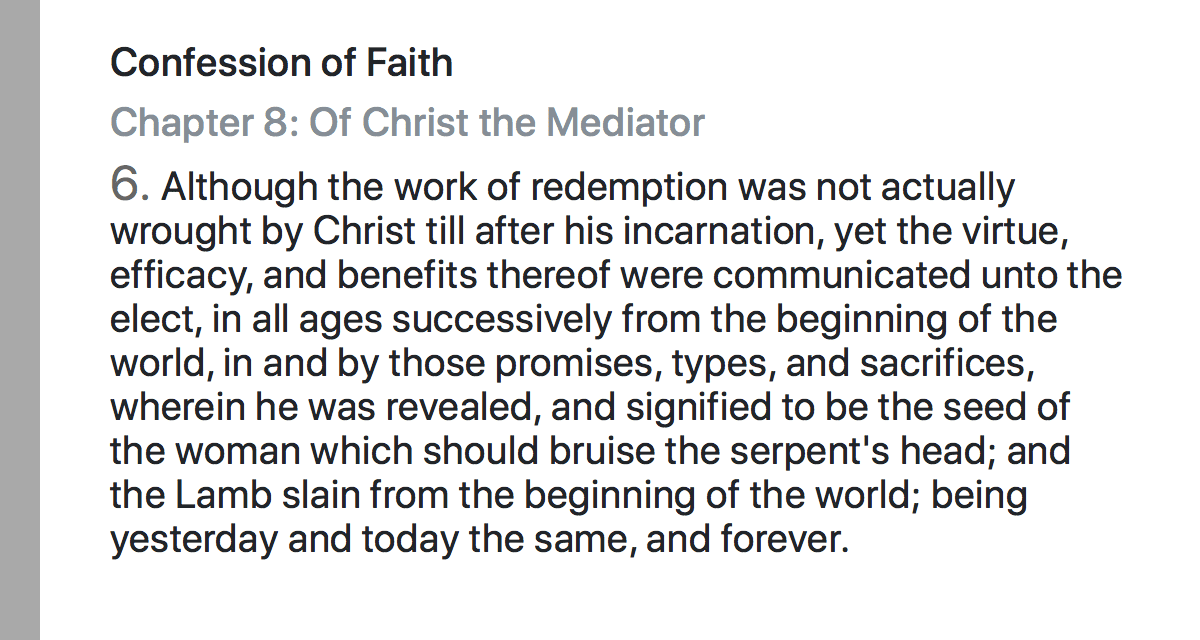 Confession of Faith
Chapter 8: Of Christ the Mediator
6. Although the work of redemption was not actually
wrought by Christ till after his incarnation, yet the virtue,
efficacy, and benefits thereof were communicated unto the
elect, in all ages successively from the beginning of the
world, in and by those promises, types, and sacrifices,
wherein he was revealed, and signified to be the seed of
the woman which should bruise the serpent's head; and
the Lamb slain from the beginning of the world; being
yesterday and today the same, and forever.